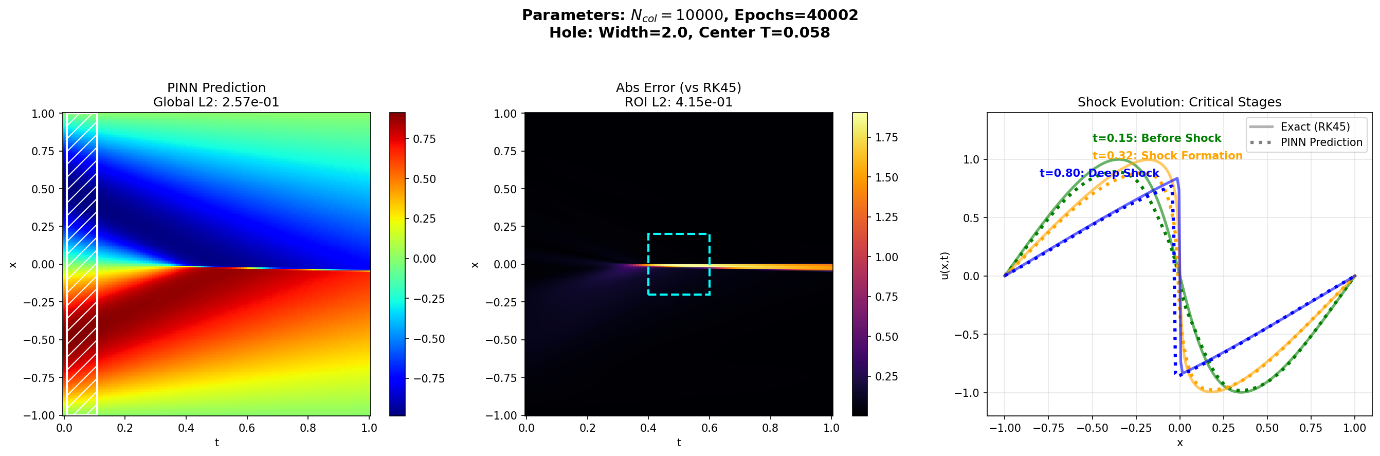 Parameters: N_col = 10000, Epochs=40002
Hole: Width=2.0, Center T=0.058
PINN Prediction
Global L2: 2.57e-01
1.00
0.75
0.50
0.25
0.00
−0.25
−0.50
−0.75
−1.00
x
0.0 0.2 0.4 0.6 0.8 1.0
t
0.75
0.50
0.25
0.00
−0.25
−0.50
−0.75
Abs Error (vs RK45)
ROI L2: 4.15e-01
1.00
0.75
0.50
0.25
0.00
−0.25
−0.50
−0.75
−1.00
x
0.0 0.2 0.4 0.6 0.8 1.0
t
1.75
1.50
1.25
1.00
0.75
0.50
0.25
Shock Evolution: Critical Stages
Exact (RK45)
PINN Prediction
t=0.15: Before Shock
t=0.32: Shock Formation
t=0.80: Deep Shock
1.0
0.5
0.0
−0.5
−1.0
u(x,t)
−1.00 −0.75 −0.50 −0.25 0.00 0.25 0.50 0.75 1.00
x